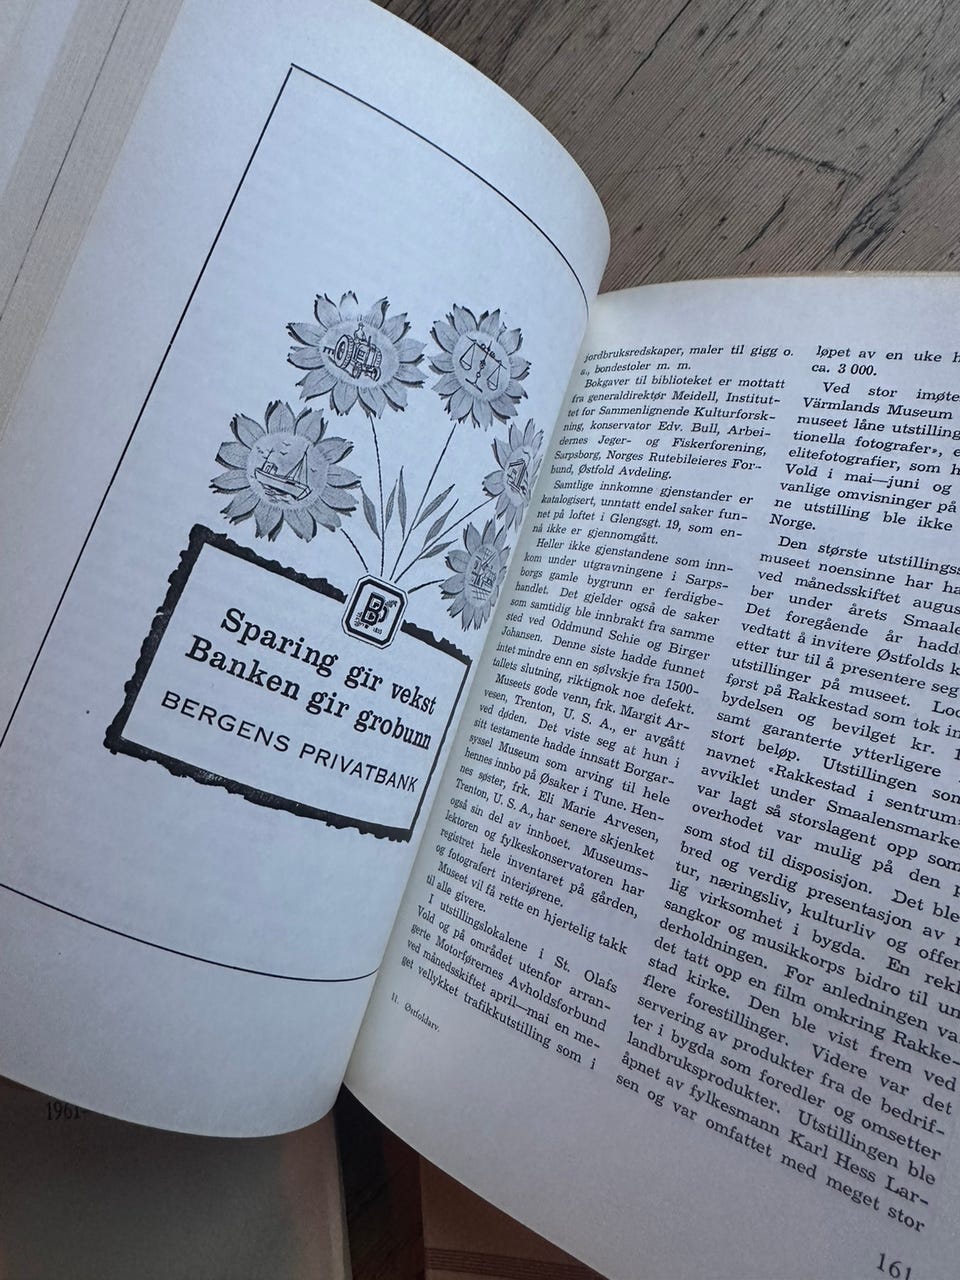 B
1855
Sparing gir vekst
Banken gir grobunn
BERGENS PRIVATBANK
jordbruksredskaper, maler til gigg o.
a., bondestoler m. m.
Bokgaver til biblioteket er mottatt
fra generaldirektør Meidell, Institut-
tet for Sammenlignende Kulturforsk-
ning, konservator Edv. Bull, Arbei-
dernes Jeger- og Fiskerforening,
Sarpsborg, Norges Rutebileieres For-
bund, Østfold Avdeling.
Samtlige innkomne gjenstander er
katalogisert, unntatt endel saker fun-
net på loftet i Glengsgt. 19, som en-
nå ikke er gjennomgått.
Heller ikke gjenstandene som inn-
kom under utgravningene i Sarps-
borgs gamle bygrunn er ferdigbe-
handlet. Det gjelder også de saker
som samtidig ble innbrakt fra samme
sted ved Oddmund Schie og Birger
Johansen. Denne siste hadde funnet
intet mindre enn en sølvskje fra 1500-
tallets slutning, riktignok noe defekt.
Museets gode venn, frk. Margit Ar-
vesen, Trenton, U. S. A., er avgått
ved døden. Det viste seg at hun i
sitt testamente hadde innsatt Borgar-
syssel Museum som arving til hele
hennes innbo på Øsaker i Tune. Hen-
nes søster, frk. Eli Marie Arvesen,
Trenton, U. S. A., har senere skjenket
også sin del av innboet. Museums-
lektoren og fylkeskonservatoren har
registret hele inventaret på gården,
og fotografert interiørene.
Museet vil få rette en hjertelig takk
til alle givere.
I utstillingslokalene i St. Olafs
Vold og på området utenfor arran-
gerte Motorførernes Avholdsforbund
ved månedsskiftet april—mai en me-
get vellykket trafikkutstilling som i
11. Østfoldarv.
løpet av en uke
ca. 3 000.
Ved stor imøte
Värmlands Museum
museet låne utstilling
tionella fotografer»,
elitefotografier, som
Vold i mai—juni og
vanlige omvisninger på
ne utstilling ble ikke
Norge.
Den største utstillingss
museet noensinne har ha
ved månedsskiftet augus
ber under årets Smaale
Det foregående år hadd
vedtatt å invitere Østfolds k
etter tur til å presentere seg
utstillinger på museet. Loc
først på Rakkestad som tok in
bydelsen og bevilget kr. 1
samt garanterte ytterligere
stort beløp. Utstillingen som
navnet «Rakkestad i sentrum»
avviklet under Smaalensmarke
var lagt så storslagent opp som
overhodet var mulig på den p
som stod til disposisjon. Det ble
bred og verdig presentasjon av
tur, næringsliv, kulturliv og offen
lig virksomhet i bygda. En rekk
sangkor og musikkorps bidro til un
derholdningen. For anledningen va
det tatt opp en film omkring Rakke-
stad kirke. Den ble vist frem ved
flere forestillinger. Videre var det
servering av produkter fra de bedrif-
ter i bygda som foredler og omsetter
landbruksprodukter. Utstillingen ble
åpnet av fylkesmann Karl Hess Lar-
sen og var omfattet med meget stor
161
1961-